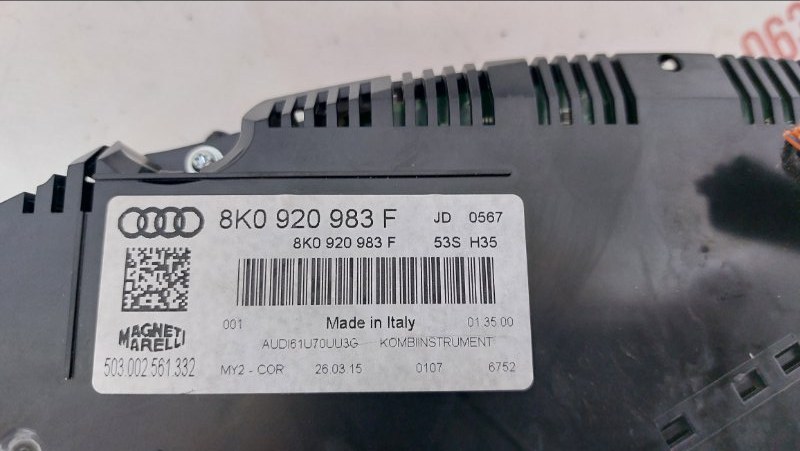 062
8K0 920 983 F JD 0567
8K0 920 983 F 53S H35
001 Made in Italy 01.35.00
MAGNETI MARELLI
AUDI61U70UU3G KOMBIINSTRUMENT
503.002.561.332 MY2 - COR 26.03.15 0107 6752